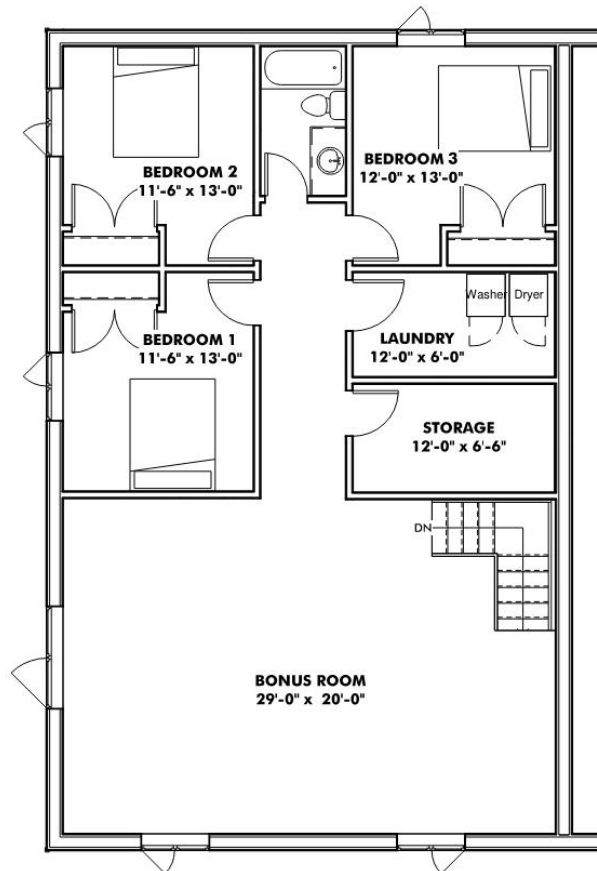 BEDROOM 2
11'-6" x 13'-0"
BEDROOM 3
12'-0" x 13'-0"
BEDROOM 1
11'-6" x 13'-0"
Washer
Dryer
LAUNDRY
12'-0" x 6'-0"
STORAGE
12'-0" x 6'-6"
DN
BONUS ROOM
29'-0" x 20'-0"